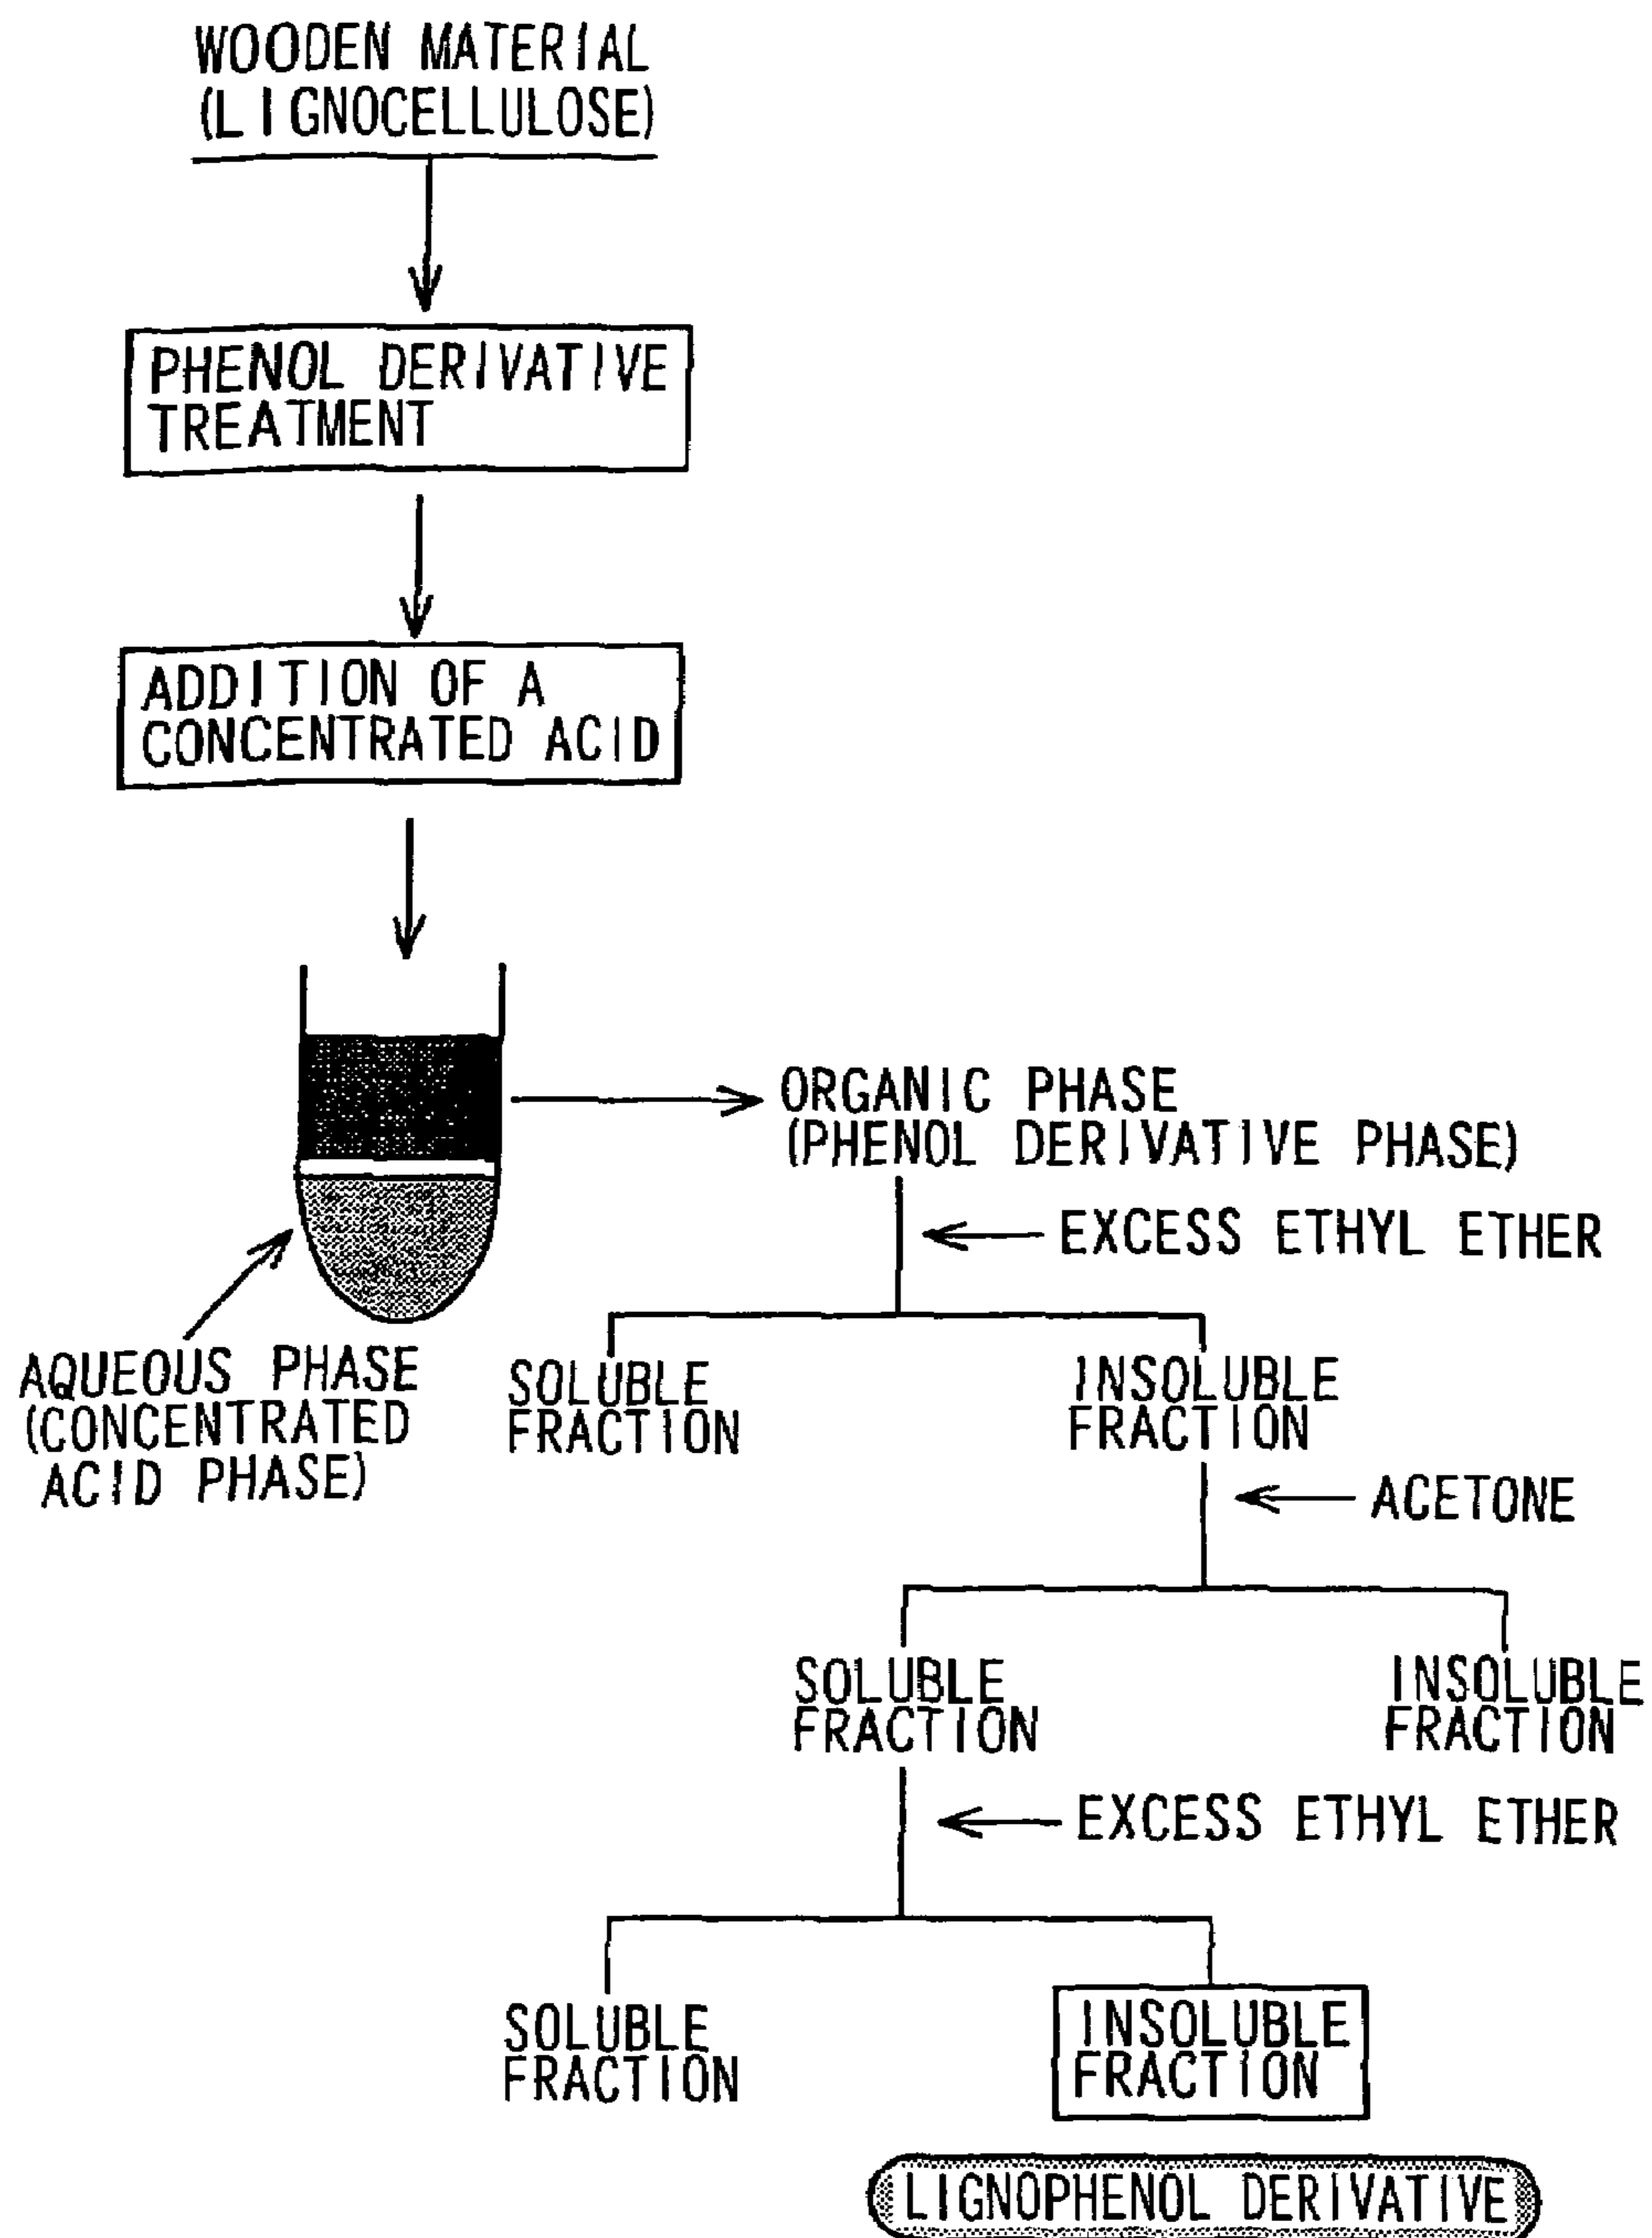 WOODEN MATERIAL
(LIGNOCELLULOSE)
PHENOL DERIVATIVE
TREATMENT
ADDITION OF A
CONCENTRATED ACID
ORGANIC PHASE
(PHENOL DERIVATIVE PHASE)
EXCESS ETHYL ETHER
AQUEOUS PHASE
(CONCENTRATED
ACID PHASE)
SOLUBLE
FRACTION
INSOLUBLE
FRACTION
ACETONE
SOLUBLE
FRACTION
INSOLUBLE
FRACTION
EXCESS ETHYL ETHER
SOLUBLE
FRACTION
INSOLUBLE
FRACTION
LIGNOPHENOL DERIVATIVE